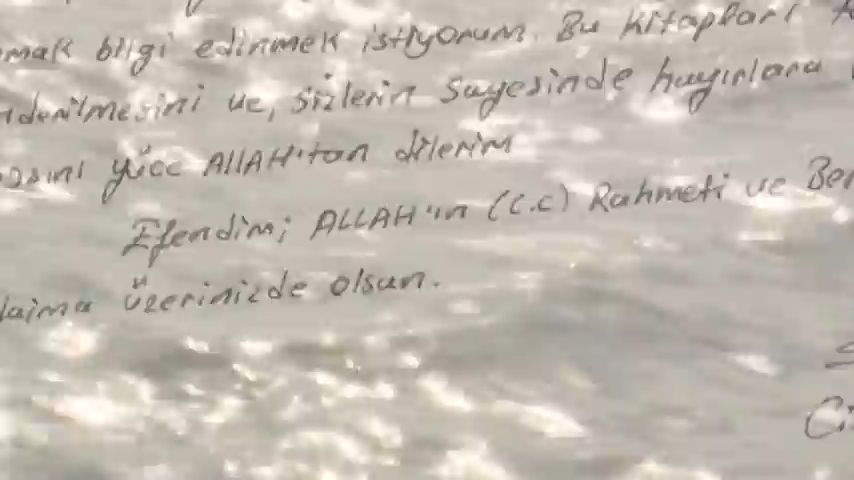 bilgi edinmek istiyorum. Bu kitapları
ve, sizlerin sayesinde hayırlara
yüce ALLAH'tan dilerim
Efendim; ALLAH'ın (C.C) Rahmeti ve Ber
daima üzerinizde olsun.